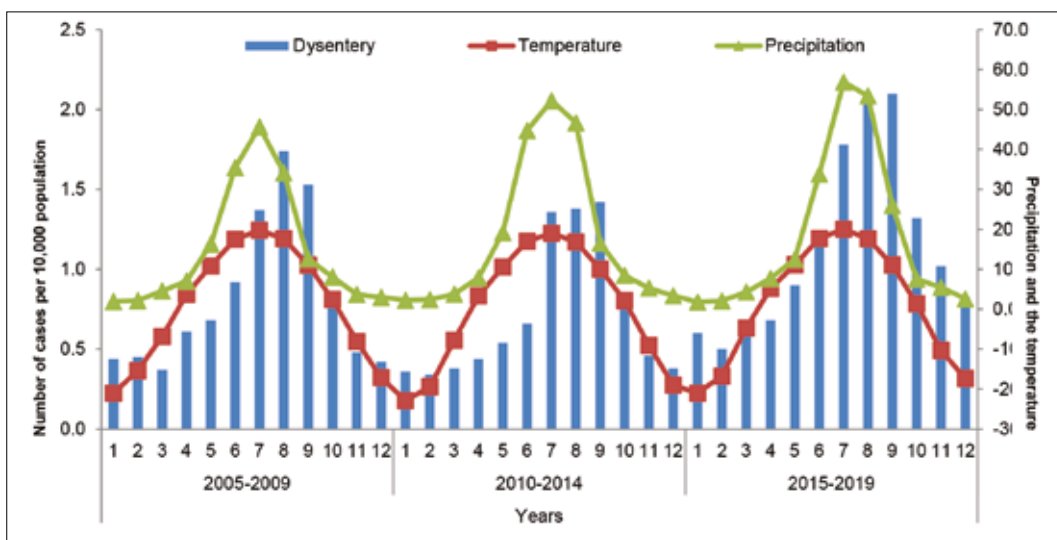 Dysentery Temperature Precipitation
Number of cases per 10,000 population
2.5
2.0
1.5
1.0
0.5
0.0
70.0
60.0
50.0
40.0
30
20
10
0.0
-10
-20
-30
Precipitation and the temperature
1 2 3 4 5 6 7 8 9 10 11 12 1 2 3 4 5 6 7 8 9 10 11 12 1 2 3 4 5 6 7 8 9 10 11 12
2005-2009 2010-2014 2015-2019
Years